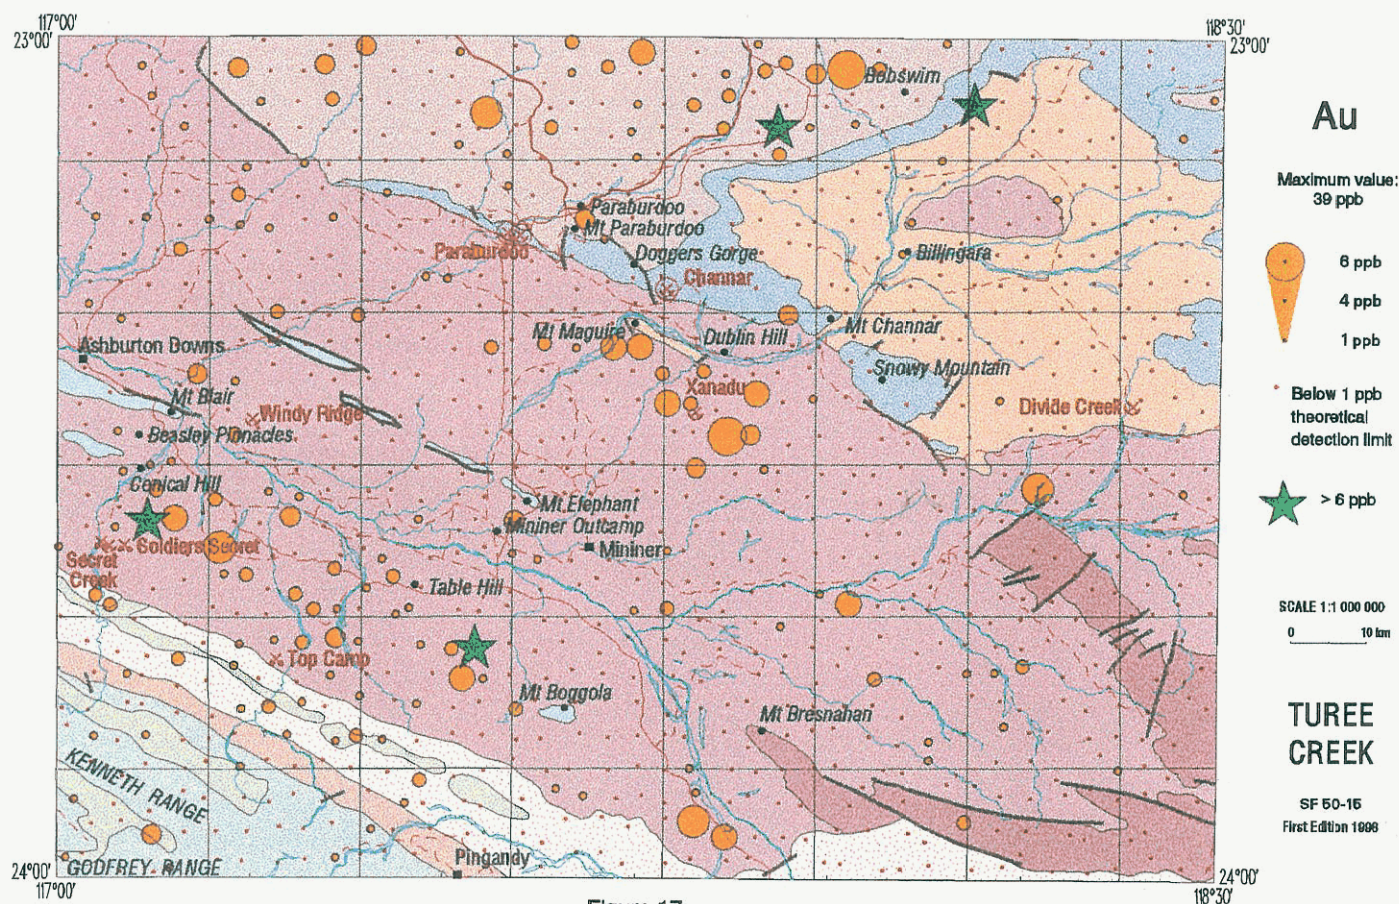 117°00'
118°30'
23°00'
23°00'
Bobswim
Au
Maximum value:
39 ppb
Paraburdoo
Mt Paraburdoo
Paraburdoo
Doggers Gorge
Billingara
Channar
6 ppb
4 ppb
1 ppb
Mt Maguire
Dublin Hill
Mt Channar
Ashburton Downs
Snowy Mountain
Xanadu
Mt Blair
Windy Ridge
Divide Creek
Below 1 ppb
theoretical
detection limit
Beasley Pinnacles
Conical Hill
Mt Elephant
> 6 ppb
Mininer Outcamp
Soldiers Secret
Mininer
Secret
Creek
Table Hill
SCALE 1:1 000 000
0 10 km
Top Camp
Mt Boggola
Mt Bresnahan
TUREE
CREEK
KENNETH RANGE
SF 50-15
First Edition 1996
Pingandy
GODFREY RANGE
24°00'
24°00'
117°00'
118°30'
Figure 17